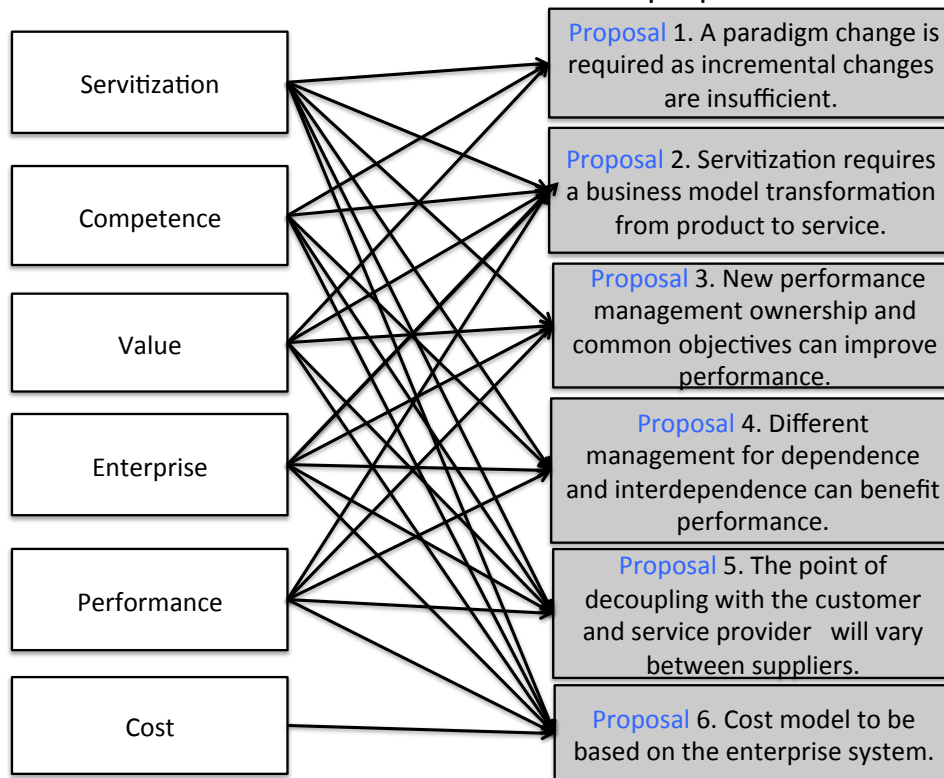 Servitization
Competence
Value
Enterprise
Performance
Cost
Proposal 1. A paradigm change is
required as incremental changes
are insufficient.
Proposal 2. Servitization requires
a business model transformation
from product to service.
Proposal 3. New performance
management ownership and
common objectives can improve
performance.
Proposal 4. Different
management for dependence
and interdependence can benefit
performance.
Proposal 5. The point of
decoupling with the customer
and service provider will vary
between suppliers.
Proposal 6. Cost model to be
based on the enterprise system.